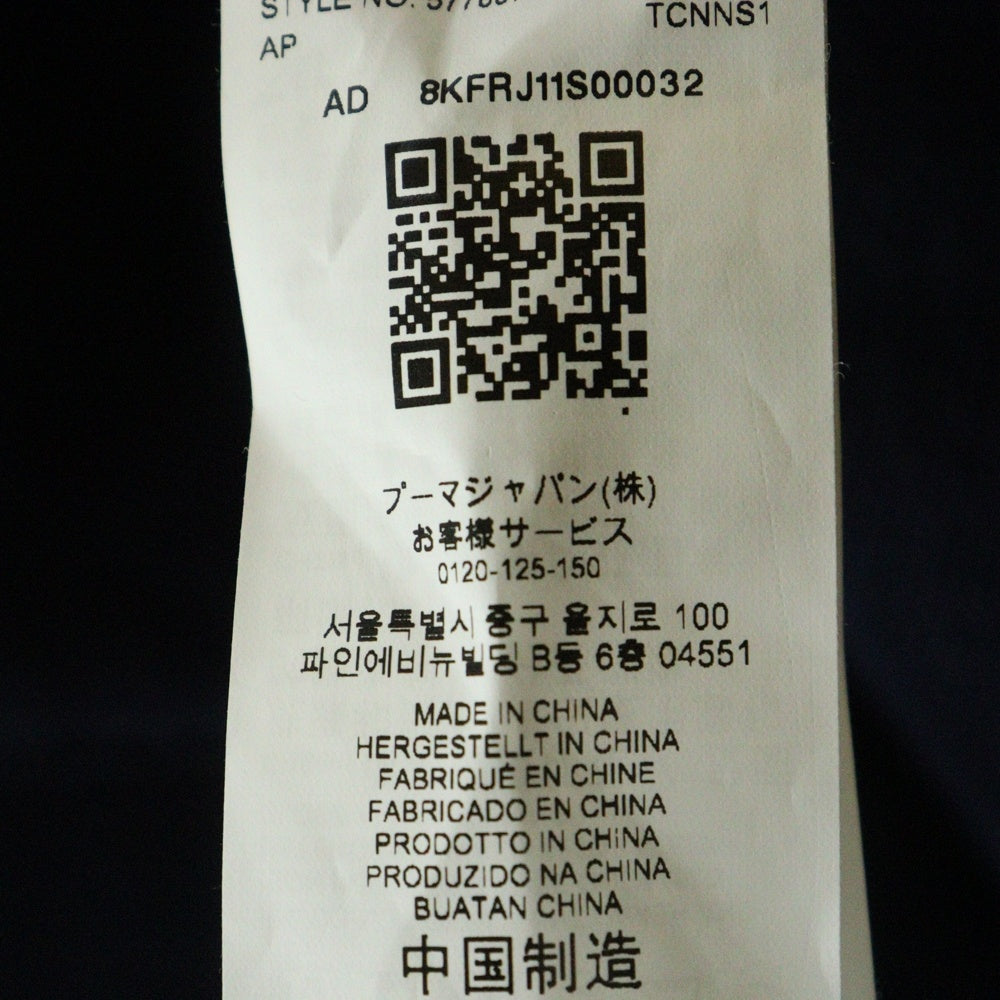 STYLE NO.
TCNNS1
AP
AD 8KFRJ11S00032
プーマジャパン(株)
お客様サービス
0120-125-150
서울특별시 중구 을지로 100
파인에비뉴빌딩 B동 6층 04551
MADE IN CHINA
HERGESTELLT IN CHINA
FABRIQUÉ EN CHINE
FABRICADO EN CHINA
PRODOTTO IN CHINA
PRODUZIDO NA CHINA
BUATAN CHINA
中国制造